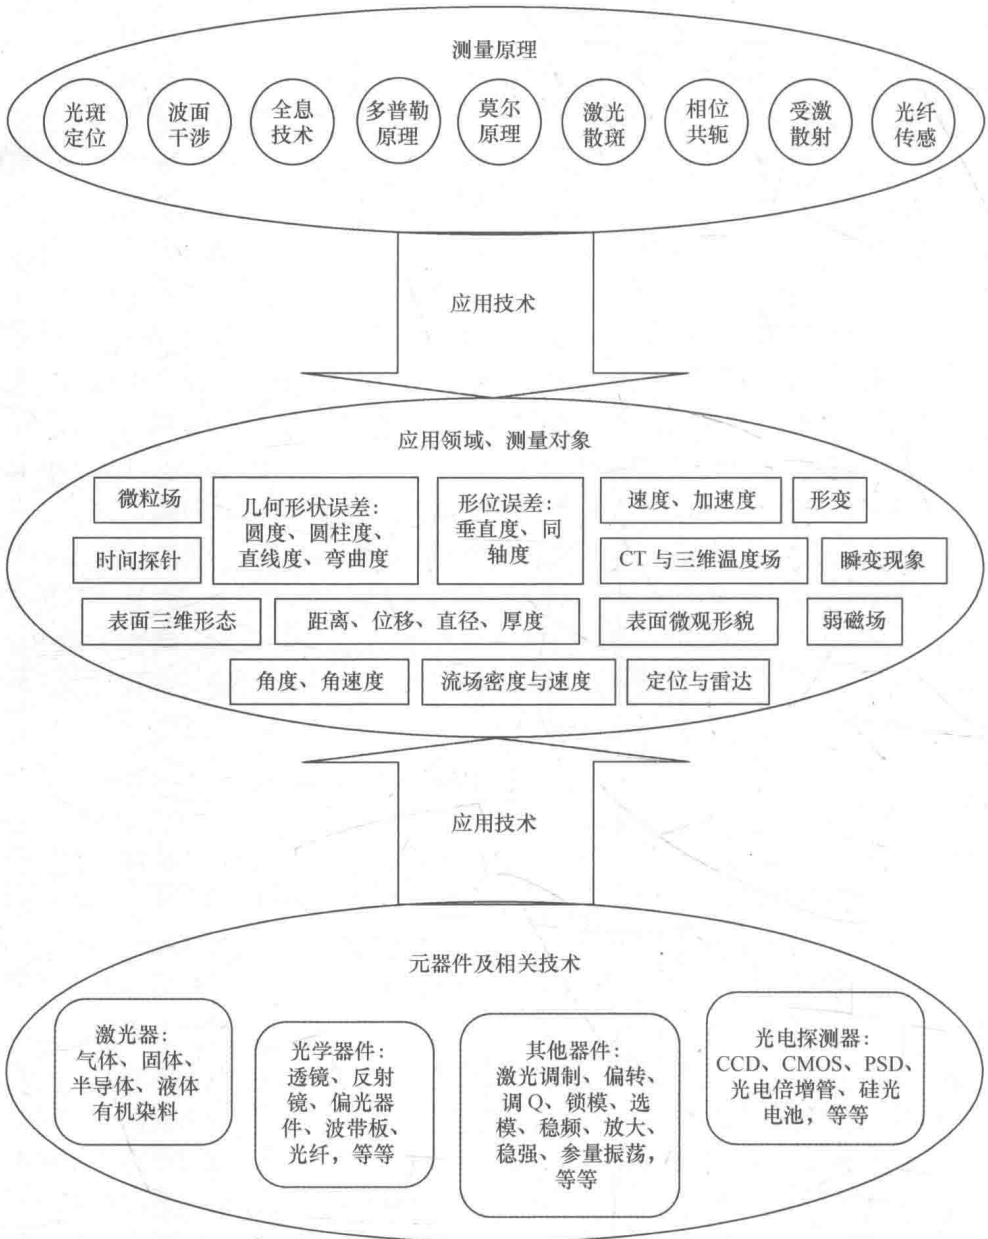 测量原理
光斑
定位
波面
干涉
全息
技术
多普勒
原理
莫尔
原理
激光
散斑
相位
共轭
受激
散射
光纤
传感
应用技术
应用领域、测量对象
微粒场
几何形状误差：
圆度、圆柱度、
直线度、弯曲度
形位误差：
垂直度、同
轴度
速度、加速度
形变
时间探针
CT 与三维温度场
瞬变现象
表面三维形态
距离、位移、直径、厚度
表面微观形貌
弱磁场
角度、角速度
流场密度与速度
定位与雷达
应用技术
元器件及相关技术
激光器：
气体、固体、
半导体、液体
有机染料
光学器件：
透镜、反射
镜、偏光器
件、波带板、
光纤，等等
其他器件：
激光调制、偏转、
调 Q、锁模、选
模、稳频、放大、
稳强、参量振荡，
等等
光电探测器：
CCD、CMOS、PSD、
光电倍增管、硅光
电池，等等